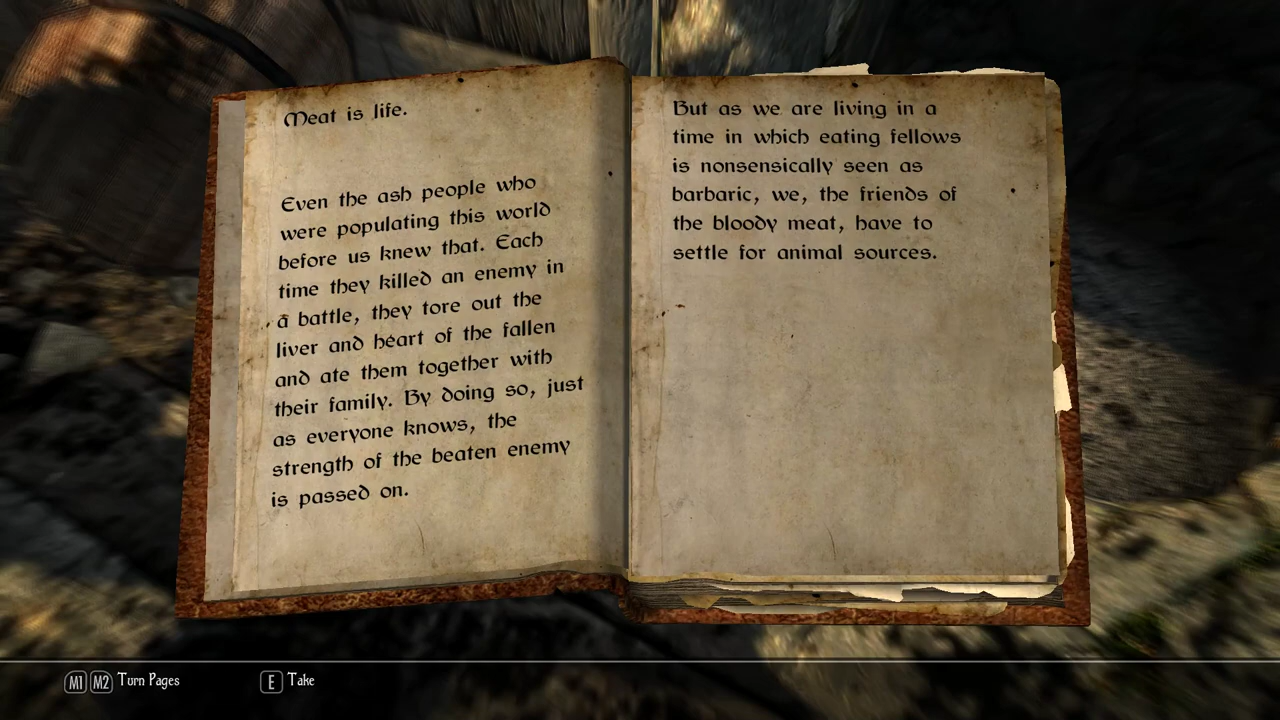 Meat is life.
Even the ash people who
were populating this world
before us knew that. Each
time they killed an enemy in
a battle, they tore out the
liver and heart of the fallen
and ate them together with
their family. By doing so, just
as everyone knows, the
strength of the beaten enemy
is passed on.
But as we are living in a
time in which eating fellows
is nonsensically seen as
barbaric, we, the friends of
the bloody meat, have to
settle for animal sources.
M1 M2 Turn Pages E Take